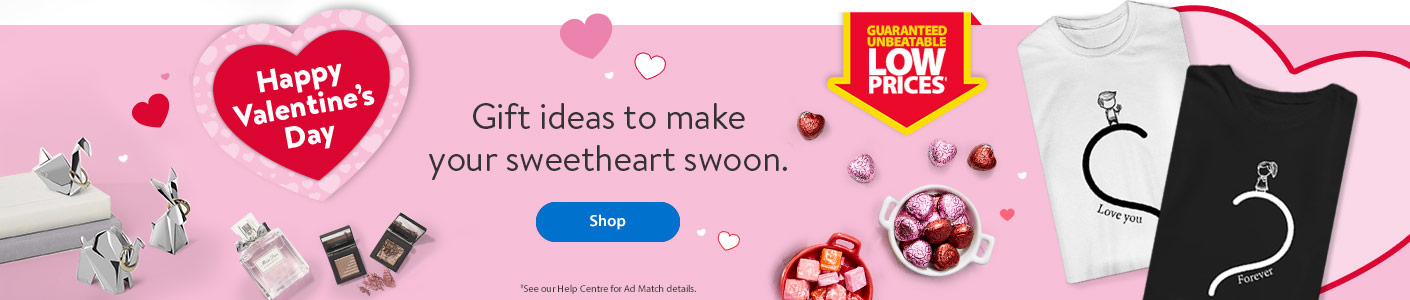 Happy
Valentine's
Day
Gift ideas to make
your sweetheart swoon.
Shop
†See our Help Centre for Ad Match details.
GUARANTEED
UNBEATABLE
LOW
PRICES†
Love you
Forever